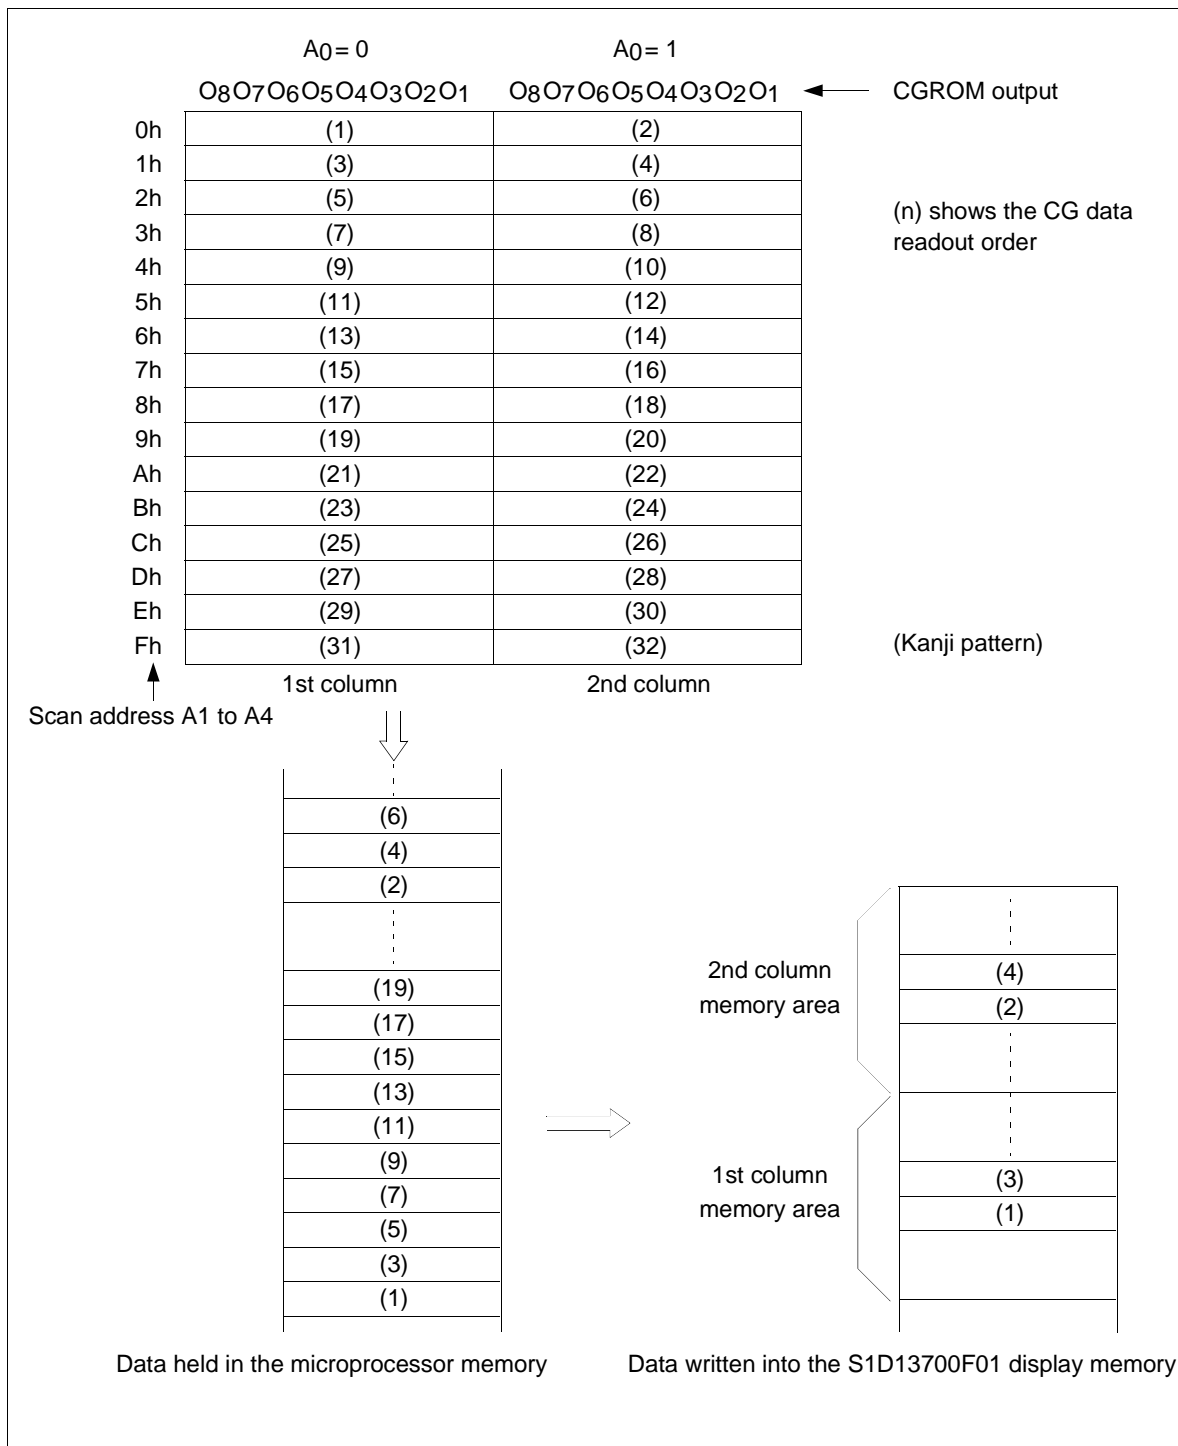 A0 = 0 A0 = 1
O8O7O6O5O4O3O2O1 O8O7O6O5O4O3O2O1 CGROM output
0h (1) (2)
1h (3) (4)
2h (5) (6)
(n) shows the CG data
readout order
3h (7) (8)
4h (9) (10)
5h (11) (12)
6h (13) (14)
7h (15) (16)
8h (17) (18)
9h (19) (20)
Ah (21) (22)
Bh (23) (24)
Ch (25) (26)
Dh (27) (28)
Eh (29) (30)
Fh (31) (32) (Kanji pattern)
1st column 2nd column
Scan address A1 to A4
(6)
(4)
(2)
(19)
(17)
(15)
(13)
(11)
(9)
(7)
(5)
(3)
(1)
Data held in the microprocessor memory
2nd column
memory area
(4)
(2)
1st column
memory area
(3)
(1)
Data written into the S1D13700F01 display memory